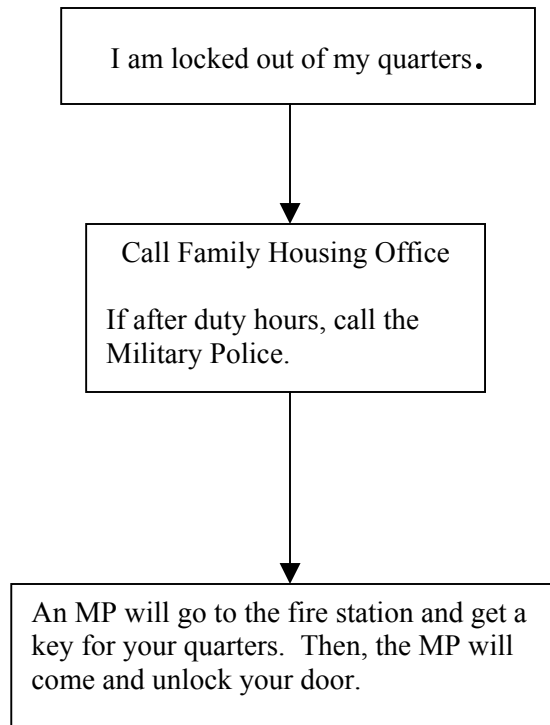 I am locked out of my quarters.
Call Family Housing Office
If after duty hours, call the
Military Police.
An MP will go to the fire station and get a
key for your quarters.  Then, the MP will
come and unlock your door.